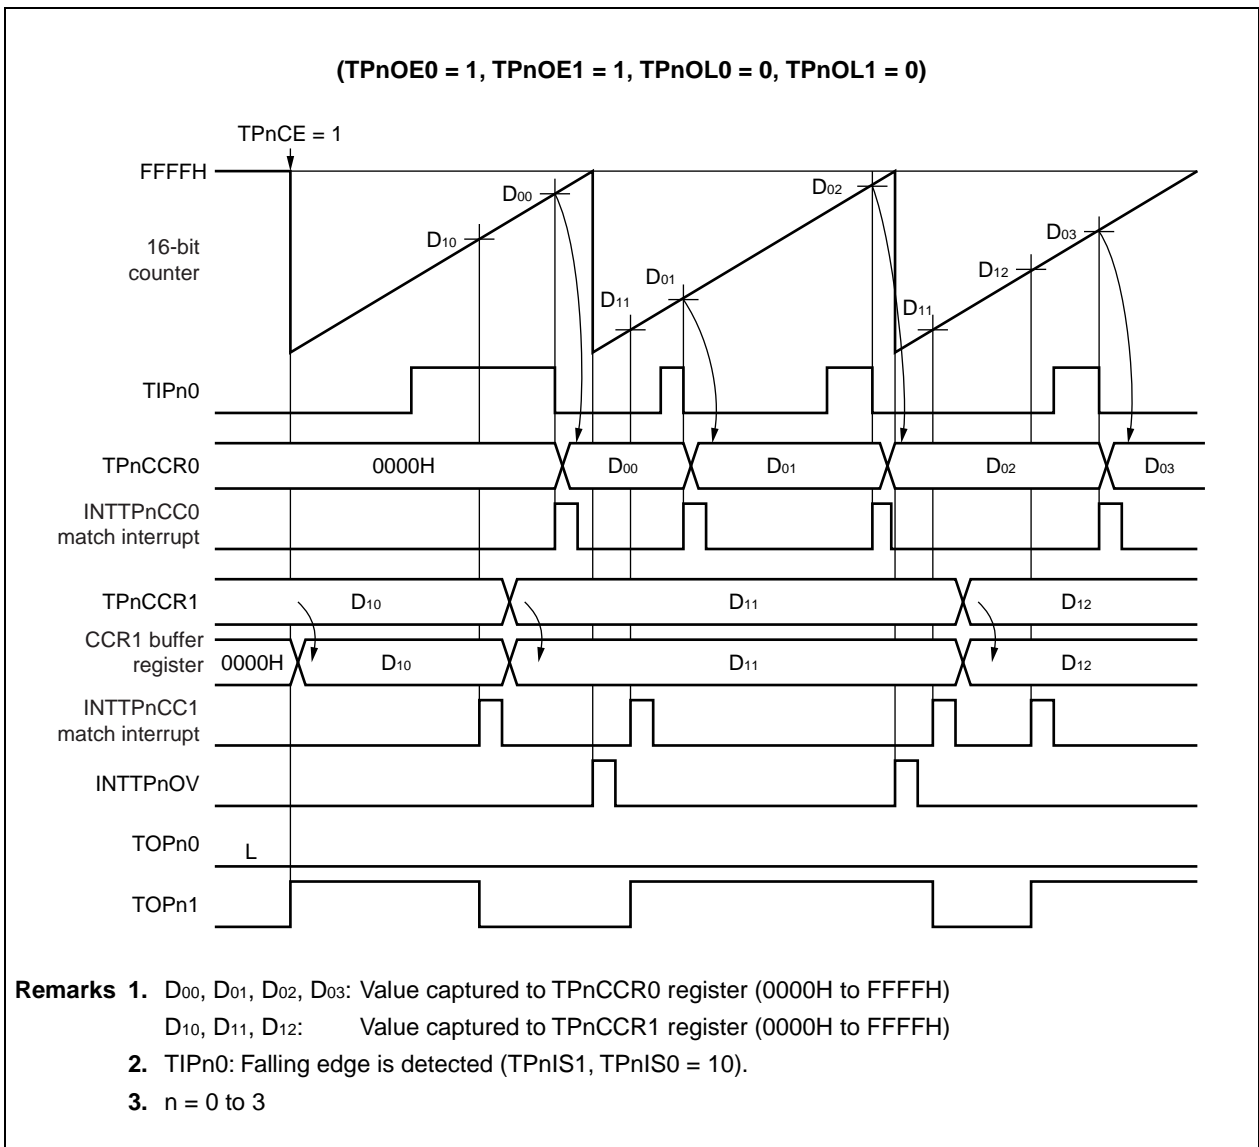 (TPnOE0 = 1, TPnOE1 = 1, TPnOL0 = 0, TPnOL1 = 0)
TPnCE = 1
FFFFH
16-bit
counter
D10
D00
D11
D01
D02
D11
D12
D03
TIPn0
TPnCCR0
0000H
D00
D01
D02
D03
INTTPnCC0
match interrupt
TPnCCR1
D10
D11
D12
CCR1 buffer
register
0000H
D10
D11
D12
INTTPnCC1
match interrupt
INTTPnOV
TOPn0
L
TOPn1
Remarks 1. D00, D01, D02, D03: Value captured to TPnCCR0 register (0000H to FFFFH)
D10, D11, D12: Value captured to TPnCCR1 register (0000H to FFFFH)
2. TIPn0: Falling edge is detected (TPnIS1, TPnIS0 = 10).
3. n = 0 to 3